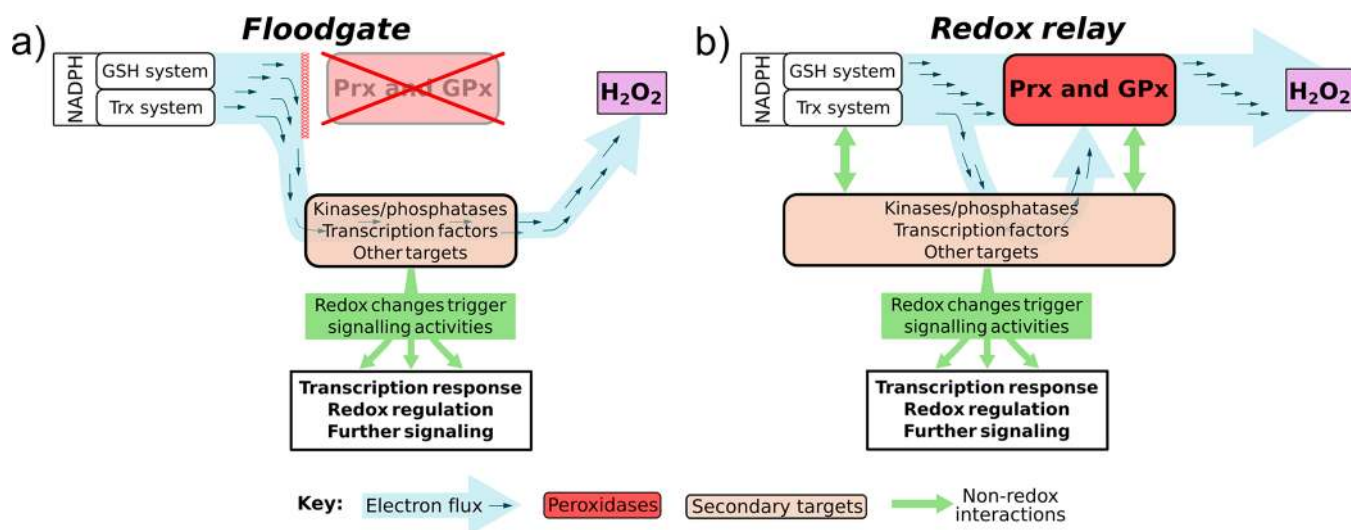 a)
Floodgate
NADPH
GSH system
Trx system
Prx and GPx
H₂O₂
Kinases/phosphatases
Transcription factors
Other targets
Redox changes trigger
signalling activities
Transcription response
Redox regulation
Further signaling
b)
Redox relay
NADPH
GSH system
Trx system
Prx and GPx
H₂O₂
Kinases/phosphatases
Transcription factors
Other targets
Redox changes trigger
signalling activities
Transcription response
Redox regulation
Further signaling
Key:
Electron flux
Peroxidases
Secondary targets
Non-redox
interactions